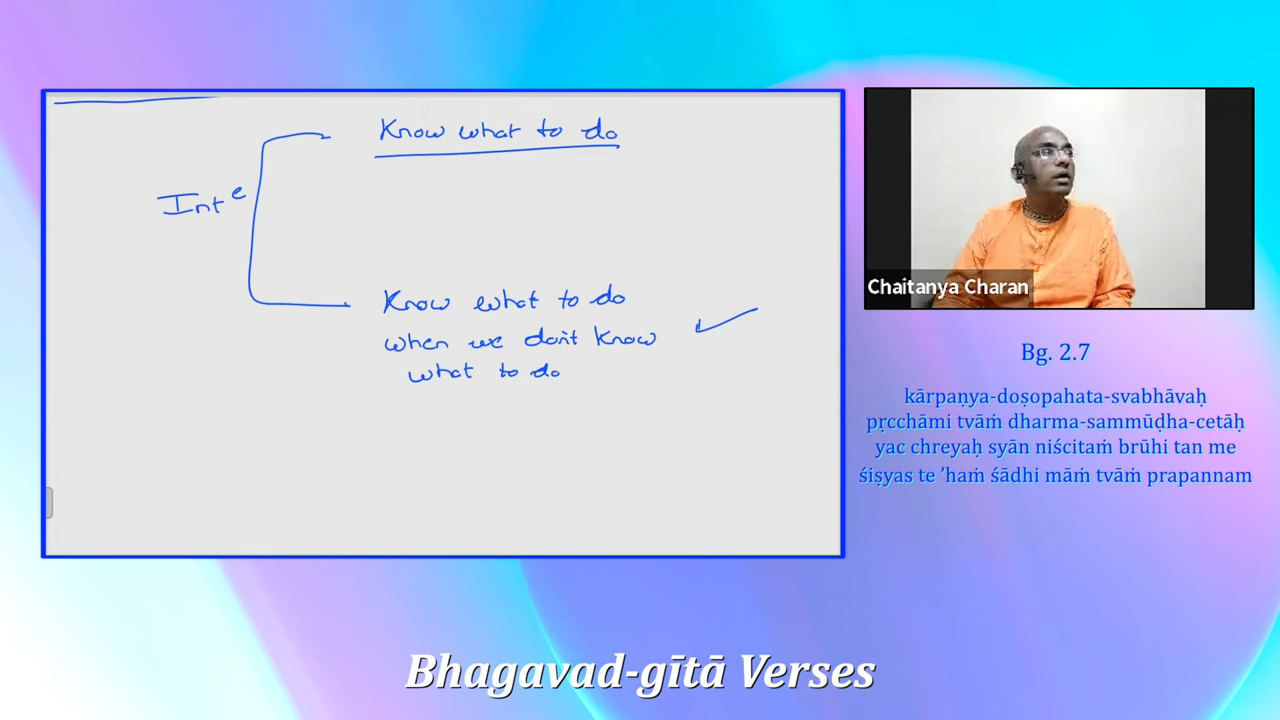 Know what to do
Int e
Know what to do
when we don't know
what to do
Chaitanya Charan
Bg. 2.7
kārpaṇya-doṣopahata-svabhāvaḥ
pṛcchāmi tvāṁ dharma-sammūḍha-cetāḥ
yac chreyaḥ syān niścitaṁ brūhi tan me
śiṣyas te 'haṁ śādhi māṁ tvāṁ prapannam
Bhagavad-gītā Verses